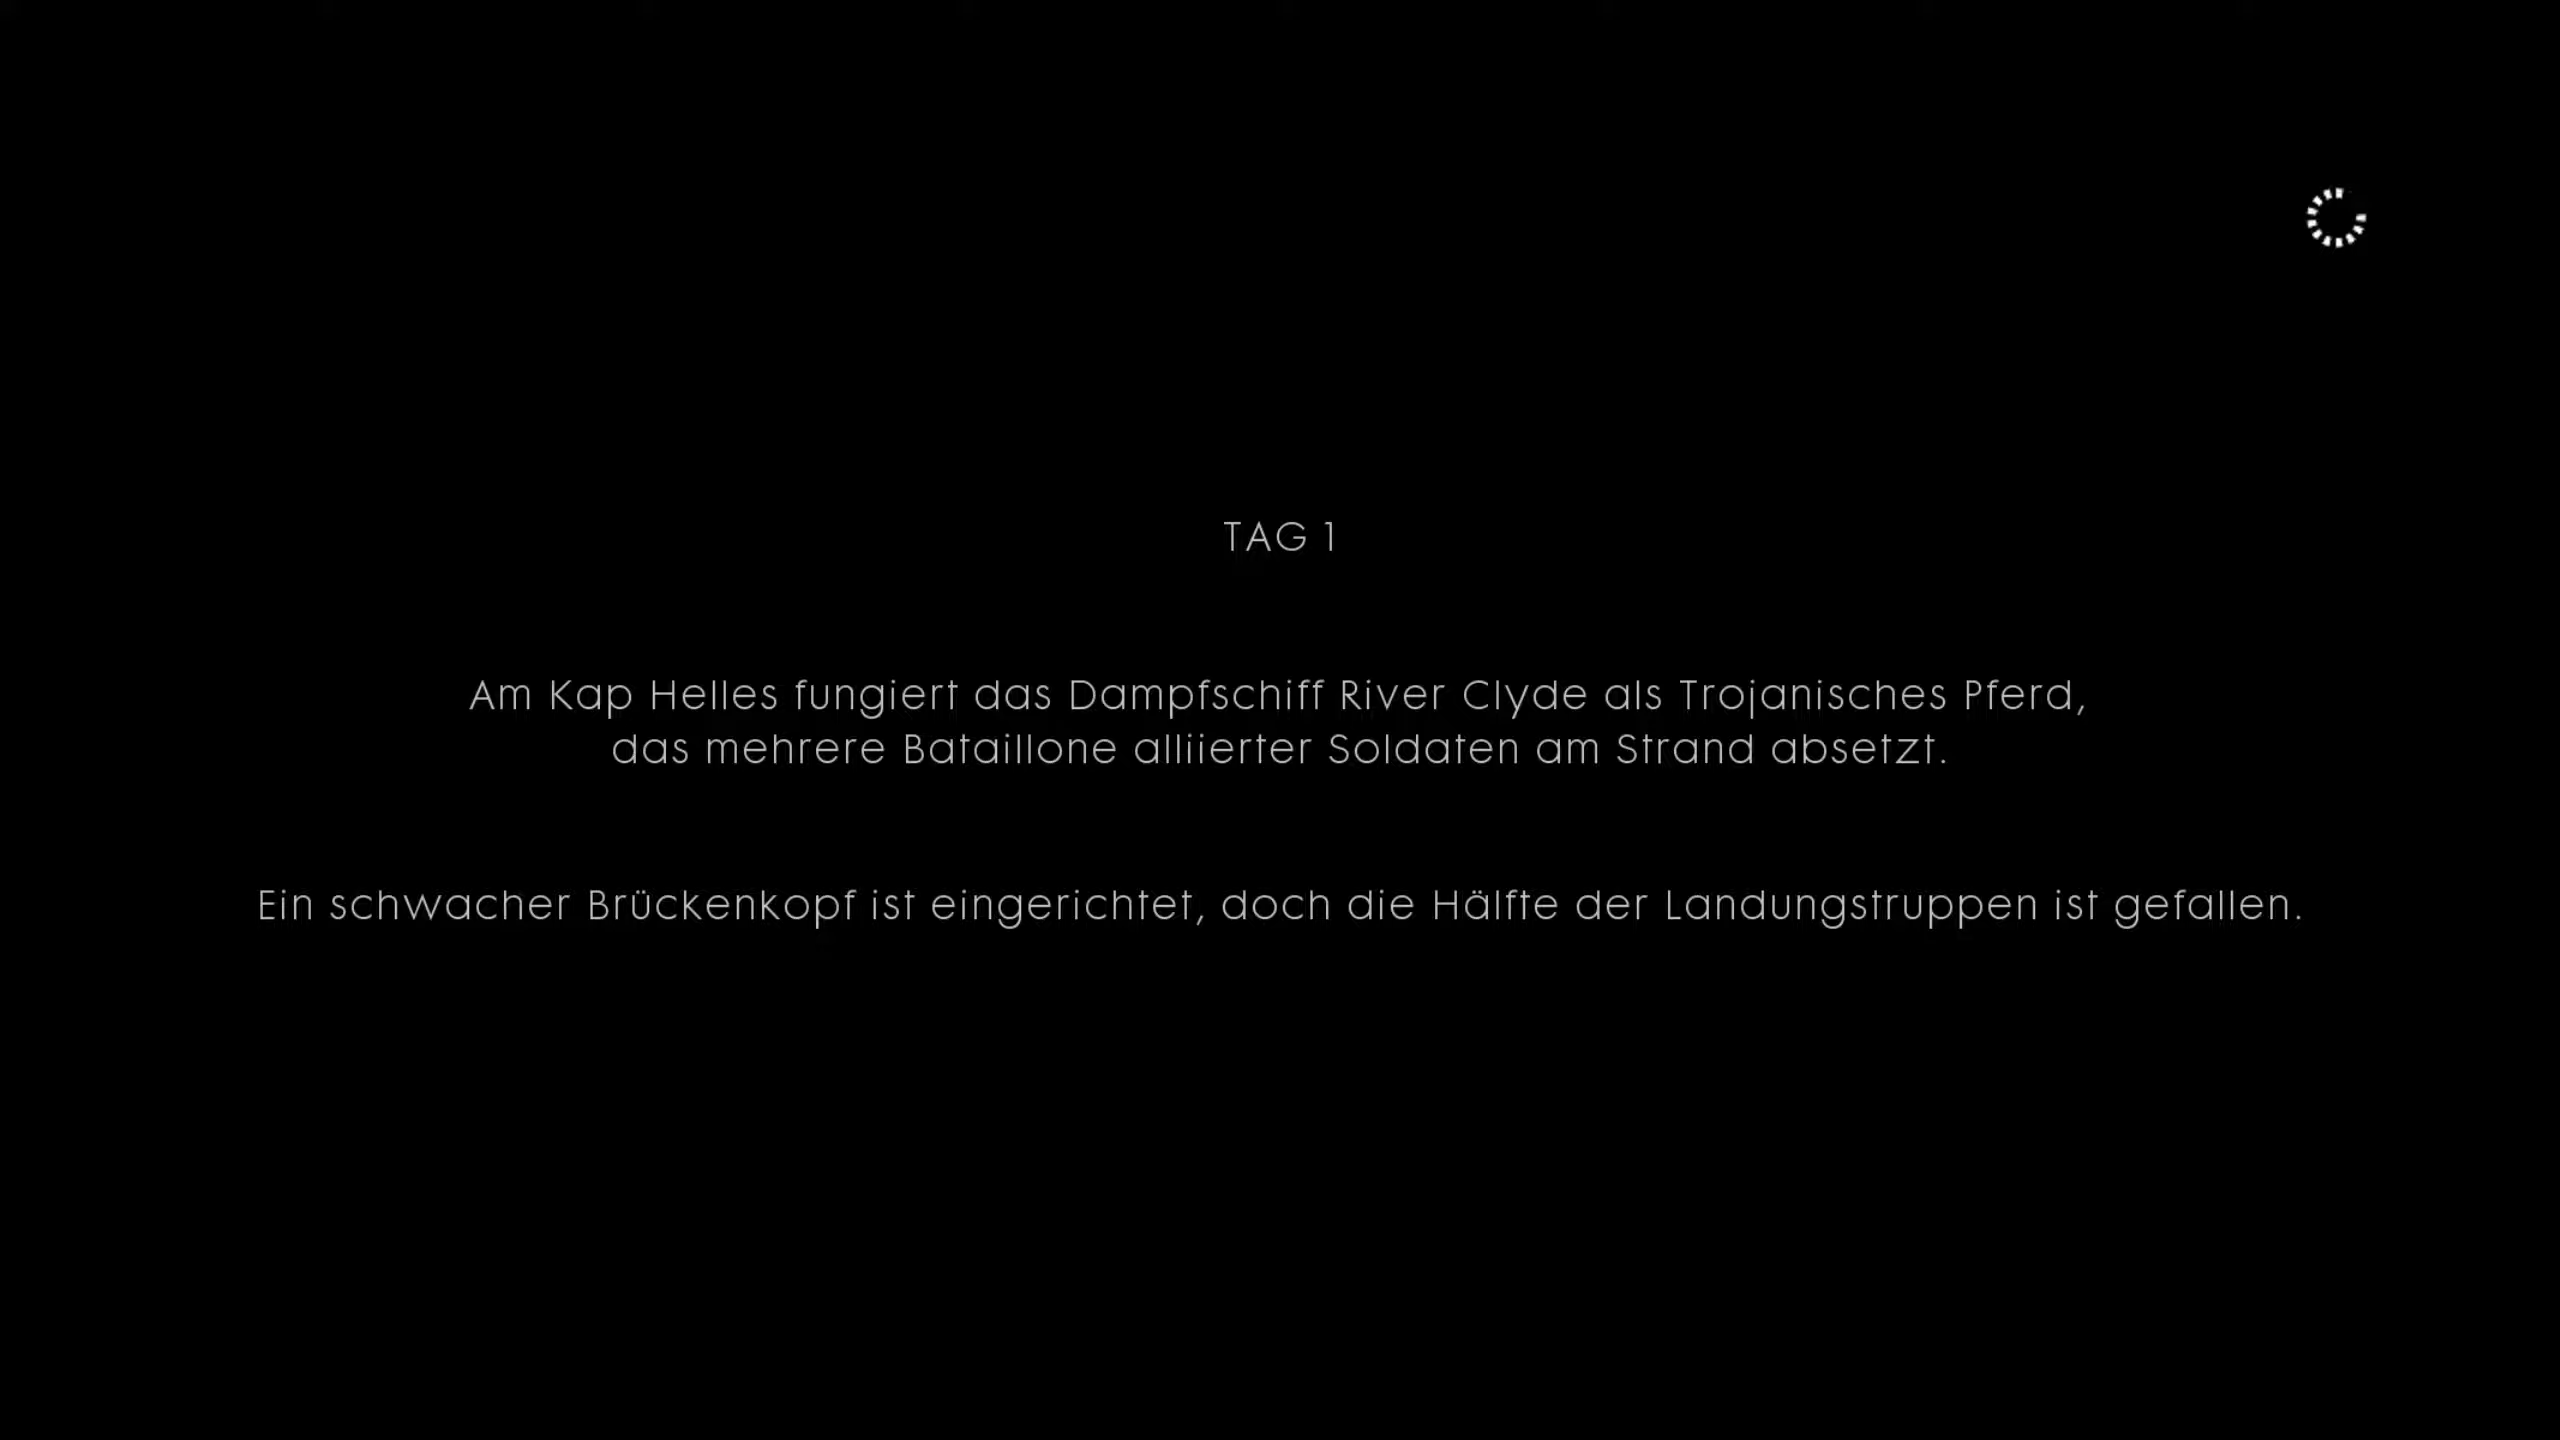 TAG 1
Am Kap Helles fungiert das Dampfschiff River Clyde als Trojanisches Pferd,
das mehrere Bataillone alliierter Soldaten am Strand absetzt.
Ein schwacher Brückenkopf ist eingerichtet, doch die Hälfte der Landungstruppen ist gefallen.